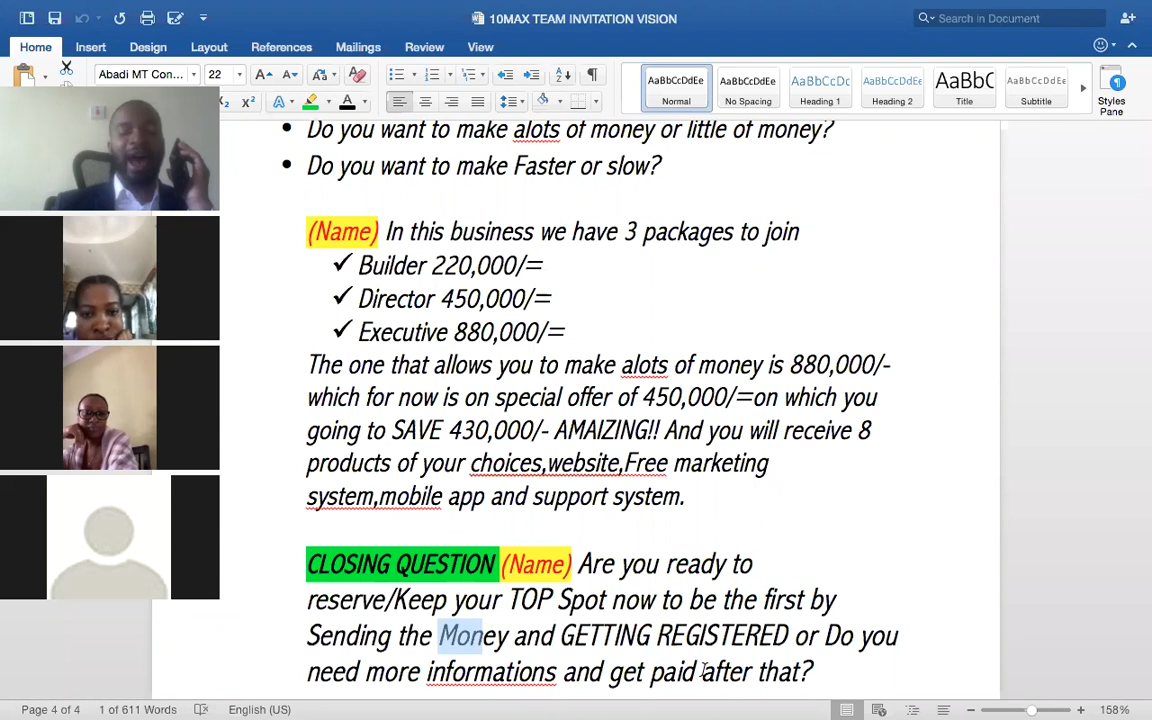 10MAX TEAM INVITATION VISION
Search in Document
Home Insert Design Layout References Mailings Review View
Abadi MT Con... 22
AaBbCcDdEe AaBbCcDdEe AaBbCcDc AaBbCcDdEe AaBbC AaBbCcDdEe
Normal No Spacing Heading 1 Heading 2 Title Subtitle Styles Pane
• Do you want to make alots of money or little of money?
• Do you want to make Faster or slow?
(Name) In this business we have 3 packages to join
✓ Builder 220,000/=
✓ Director 450,000/=
✓ Executive 880,000/=
The one that allows you to make alots of money is 880,000/-
which for now is on special offer of 450,000/=on which you
going to SAVE 430,000/- AMAIZING!! And you will receive 8
products of your choices,website,Free marketing
system,mobile app and support system.
CLOSING QUESTION (Name) Are you ready to
reserve/Keep your TOP Spot now to be the first by
Sending the Money and GETTING REGISTERED or Do you
need more informations and get paid after that?
Page 4 of 4 1 of 611 Words English (US) 158%